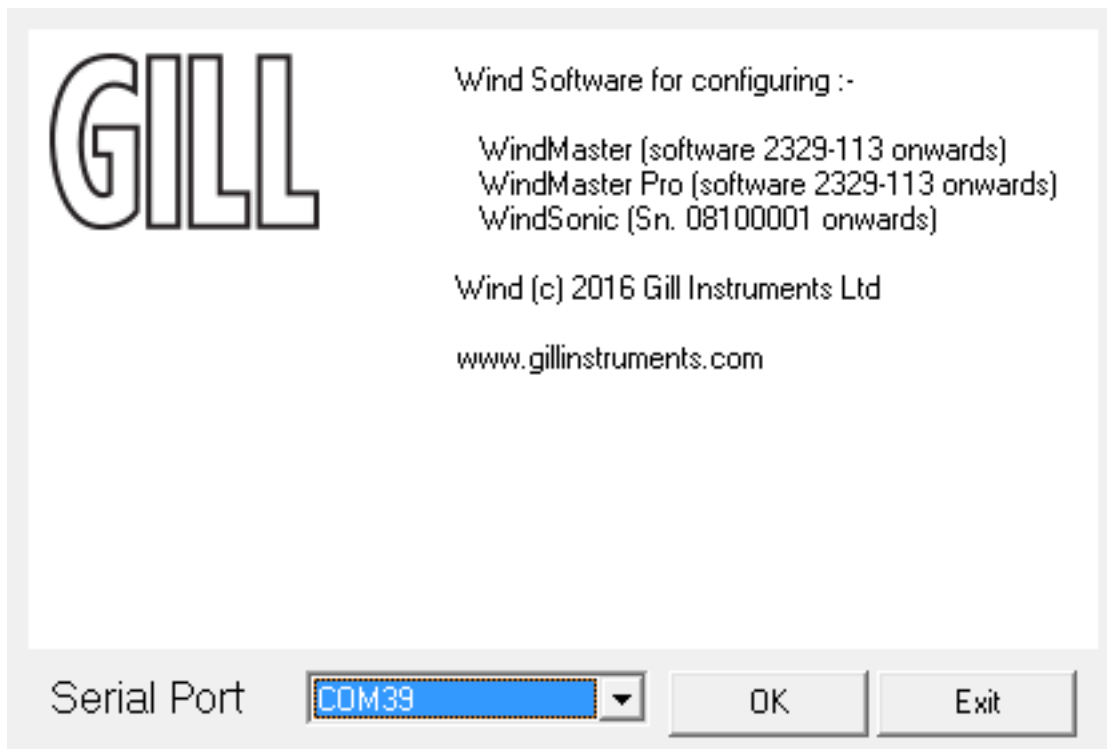 GILL
Wind Software for configuring :-
WindMaster (software 2329-113 onwards)
WindMaster Pro (software 2329-113 onwards)
WindSonic (Sn. 08100001 onwards)
Wind (c) 2016 Gill Instruments Ltd
www.gillinstruments.com
Serial Port COM39 OK Exit